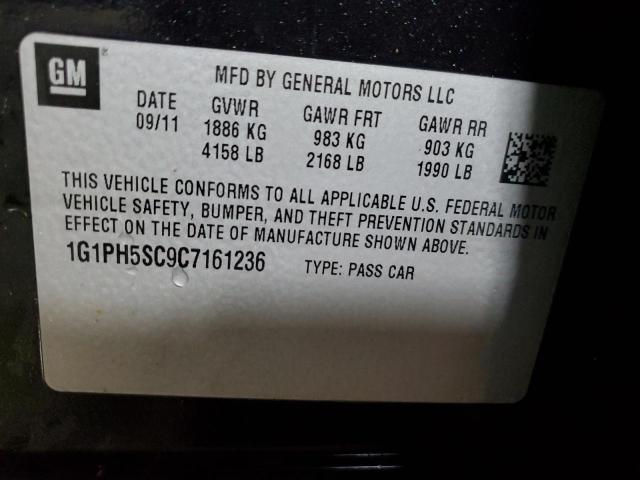 GM
®
MFD BY GENERAL MOTORS LLC
DATE GVWR GAWR FRT GAWR RR
09/11 1886 KG 983 KG 903 KG
4158 LB 2168 LB 1990 LB
THIS VEHICLE CONFORMS TO ALL APPLICABLE U.S. FEDERAL MOTOR
VEHICLE SAFETY, BUMPER, AND THEFT PREVENTION STANDARDS IN
EFFECT ON THE DATE OF MANUFACTURE SHOWN ABOVE.
1G1PH5SC9C7161236 TYPE: PASS CAR